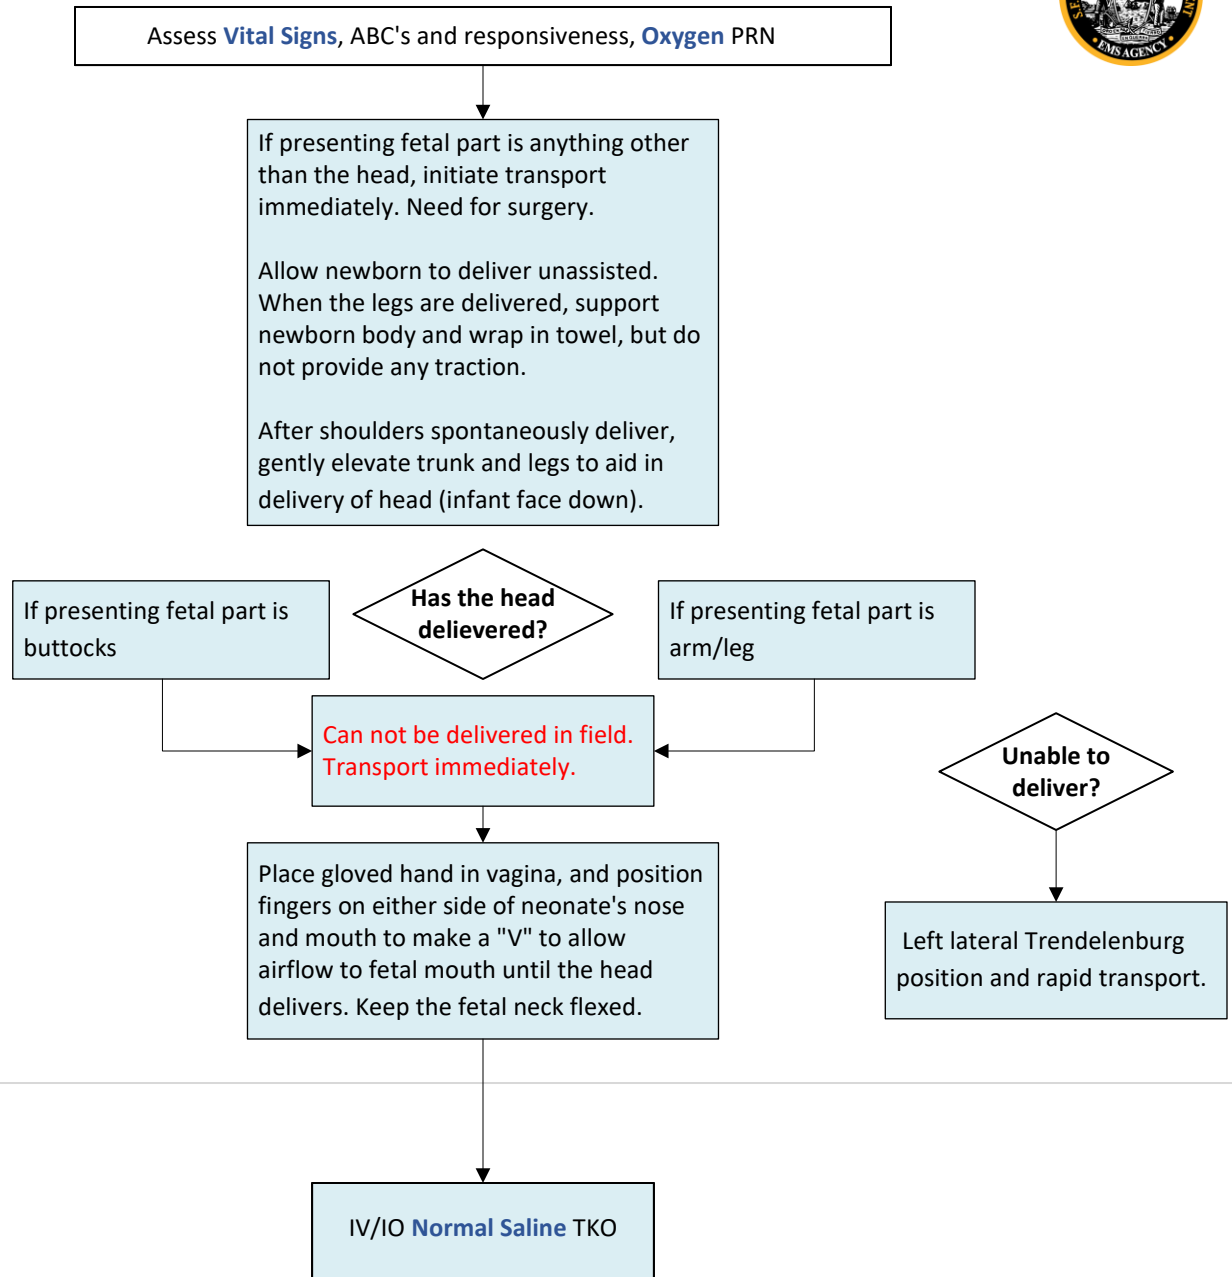 EMS AGENCY
Assess Vital Signs, ABC's and responsiveness, Oxygen PRN
If presenting fetal part is anything other
than the head, initiate transport
immediately. Need for surgery.
Allow newborn to deliver unassisted.
When the legs are delivered, support
newborn body and wrap in towel, but do
not provide any traction.
After shoulders spontaneously deliver,
gently elevate trunk and legs to aid in
delivery of head (infant face down).
If presenting fetal part is
buttocks
Has the head
delievered?
If presenting fetal part is
arm/leg
Can not be delivered in field.
Transport immediately.
Unable to
deliver?
Place gloved hand in vagina, and position
fingers on either side of neonate's nose
and mouth to make a "V" to allow
airflow to fetal mouth until the head
delivers. Keep the fetal neck flexed.
Left lateral Trendelenburg
position and rapid transport.
IV/IO Normal Saline TKO